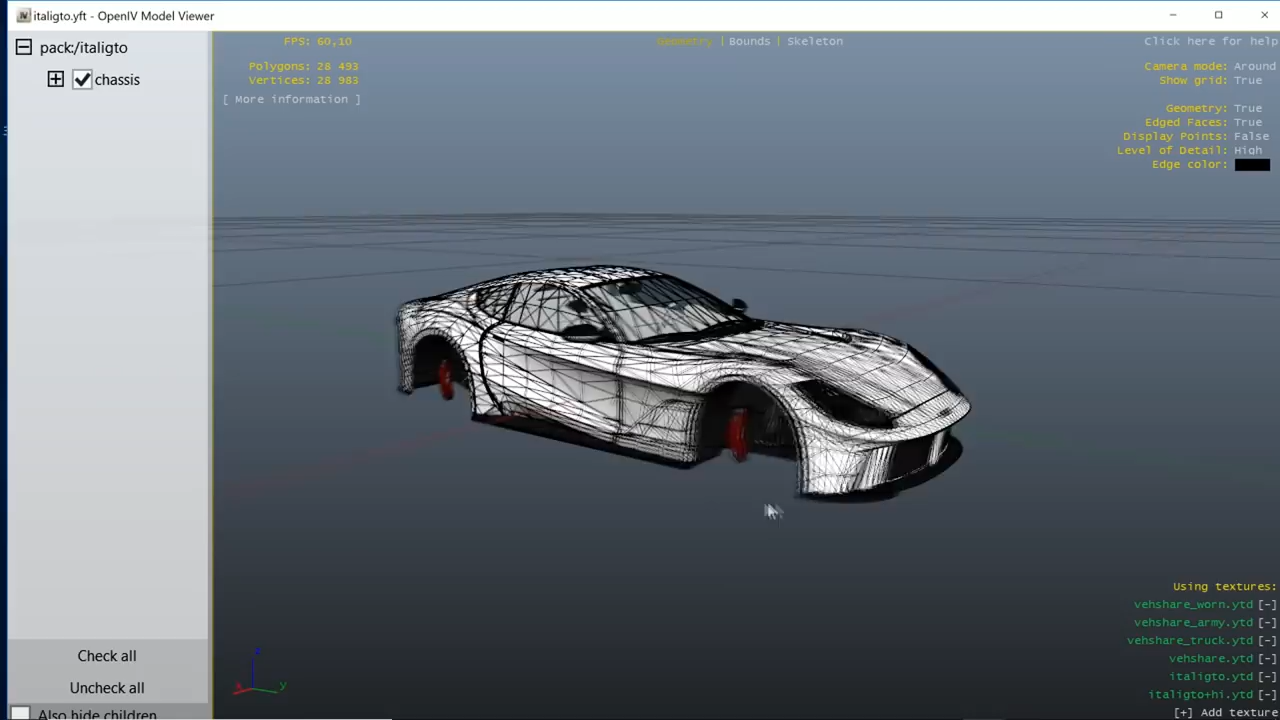 italigto.yft - OpenIV Model Viewer
pack:/italigto
chassis
FPS: 60,10
Polygons: 28 493
Vertices: 28 983
[ More information ]
Geometry | Bounds | Skeleton
Click here for help
Camera mode: Around
Show grid: True
Geometry: True
Edged Faces: True
Display Points: False
Level of Detail: High
Edge color:
Using textures:
vehshare_worn.ytd [-]
vehshare_army.ytd [-]
vehshare_truck.ytd [-]
vehshare.ytd [-]
italigto.ytd [-]
italigto+hi.ytd [-]
[+] Add texture
Check all
Uncheck all
Also hide children
z
y